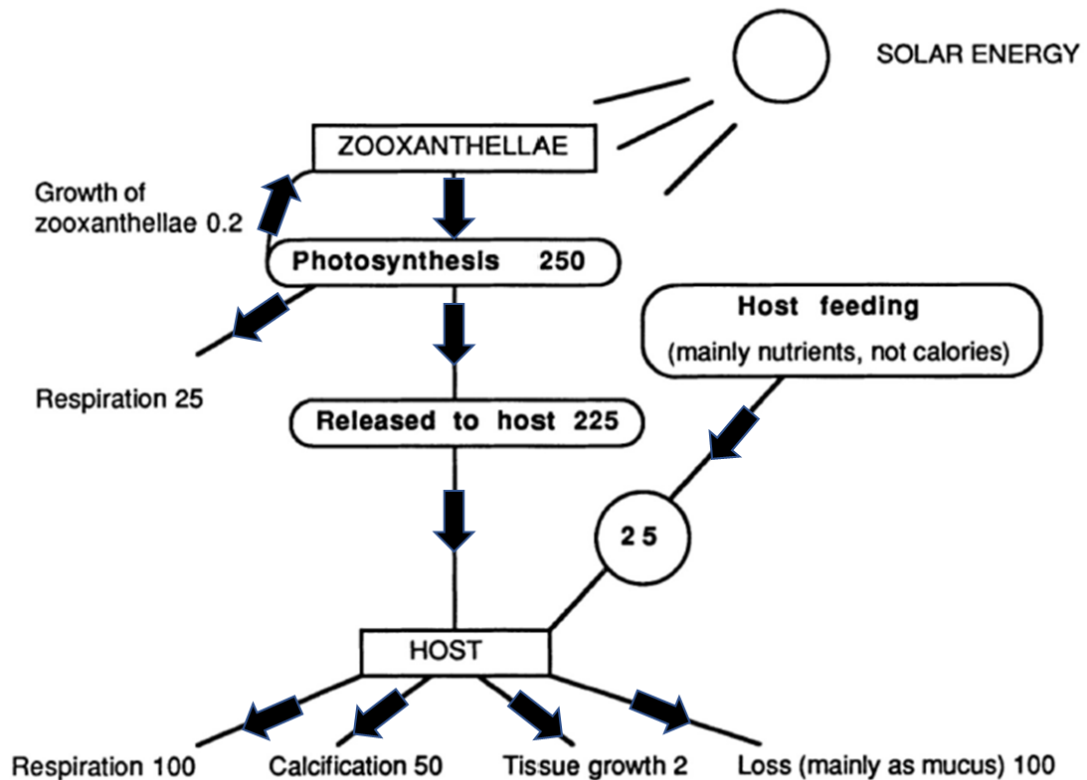 SOLAR ENERGY
ZOOXANTHELLAE
Growth of
zooxanthellae 0.2
Photosynthesis 250
Host feeding
(mainly nutrients, not calories)
Respiration 25
Released to host 225
25
HOST
Respiration 100
Calcification 50
Tissue growth 2
Loss (mainly as mucus) 100